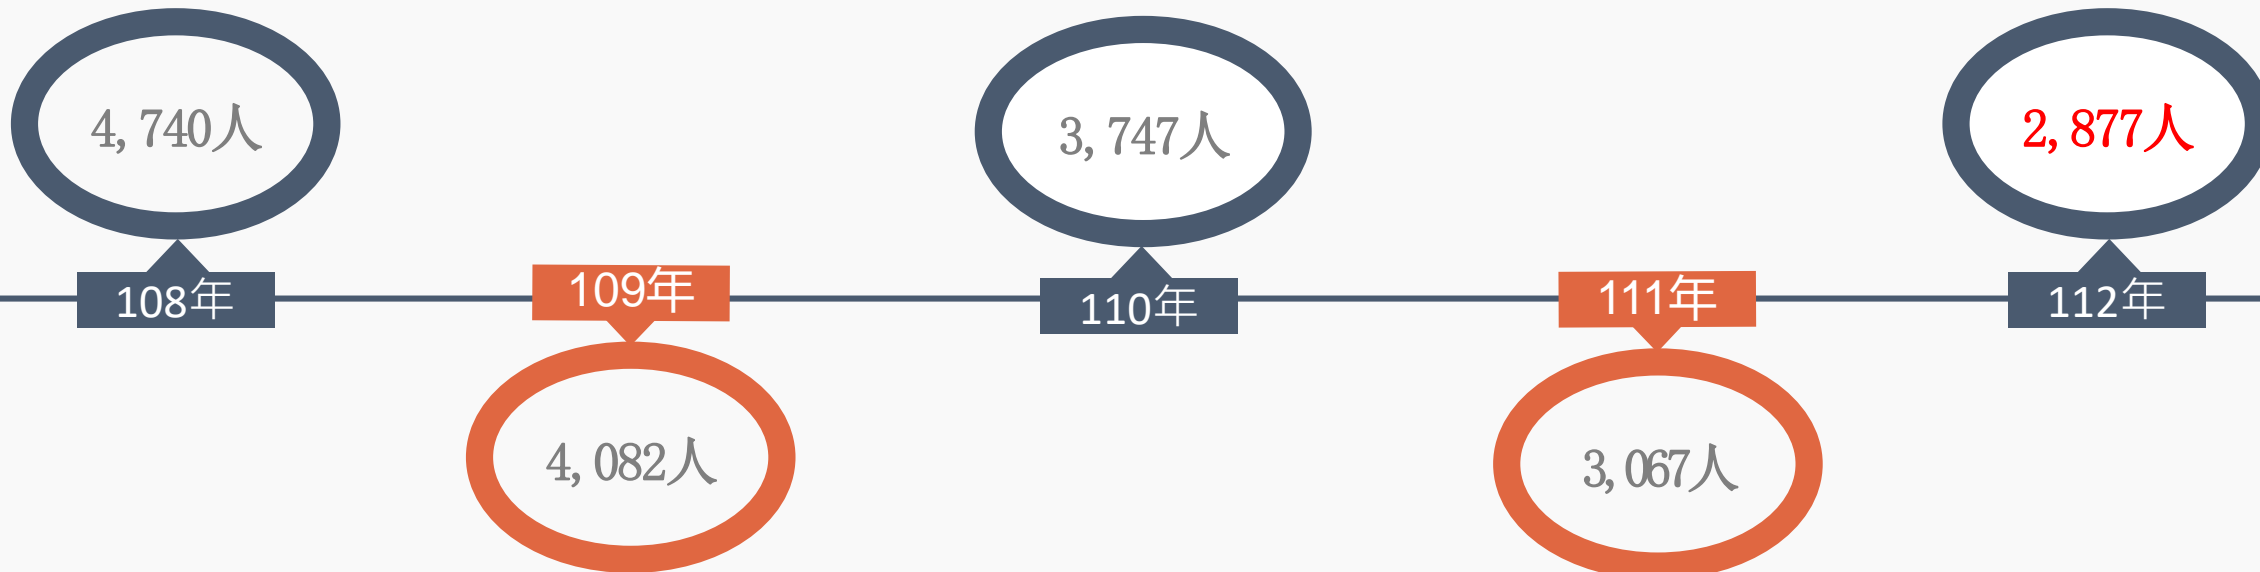 4,740人
108年
109年
4,082人
3,747人
110年
111年
3,067人
2,877人
112年